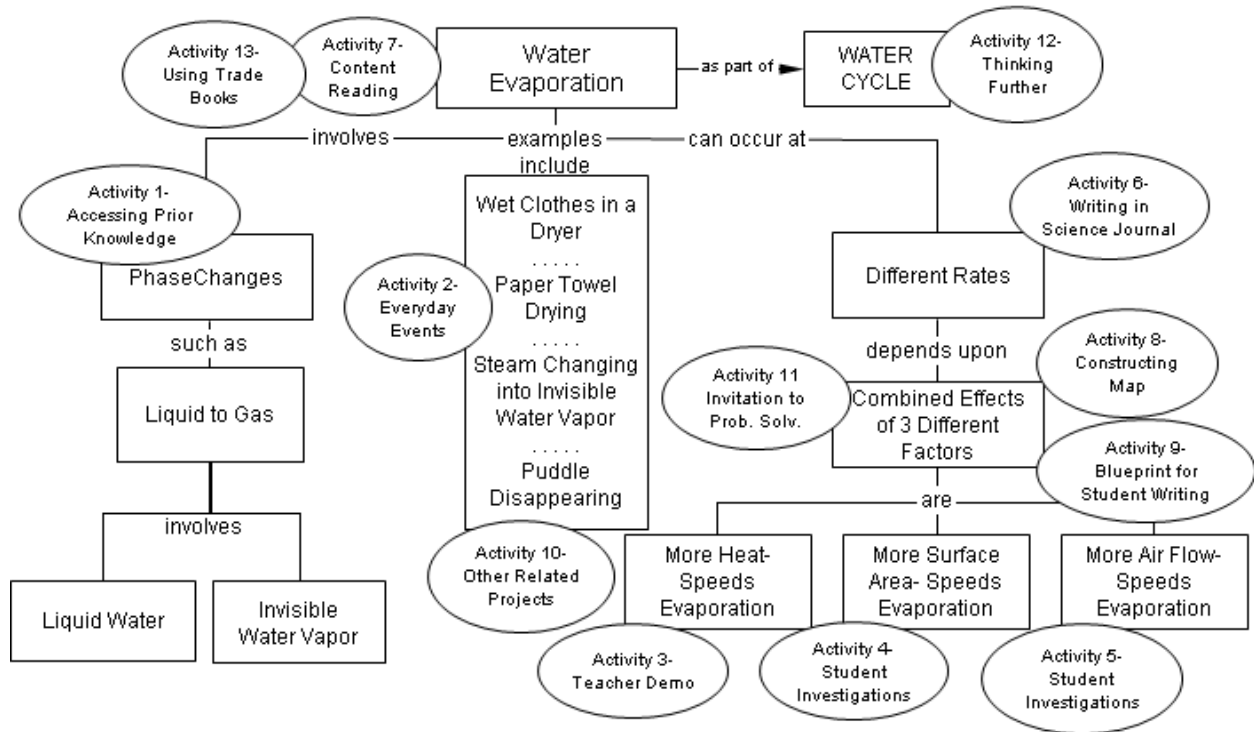 Activity 13-
Using Trade
Books
Activity 7-
Content
Reading
Water
Evaporation
as part of
WATER
CYCLE
Activity 12-
Thinking
Further
involves
examples
include
can occur at
Activity 1-
Accessing Prior
Knowledge
PhaseChanges
such as
Liquid to Gas
involves
Liquid Water
Invisible
Water Vapor
Activity 2-
Everyday
Events
Wet Clothes in a
Dryer
. . . . .
Paper Towel
Drying
. . . . .
Steam Changing
into Invisible
Water Vapor
. . . . .
Puddle
Disappearing
Activity 10-
Other Related
Projects
Activity 6-
Writing in
Science Journal
Different Rates
depends upon
Activity 8-
Constructing
Map
Activity 11
Invitation to
Prob. Solv.
Combined Effects
of 3 Different
Factors
Activity 9-
Blueprint for
Student Writing
are
More Heat-
Speeds
Evaporation
More Surface
Area- Speeds
Evaporation
More Air Flow-
Speeds
Evaporation
Activity 3-
Teacher Demo
Activity 4-
Student
Investigations
Activity 5-
Student
Investigations